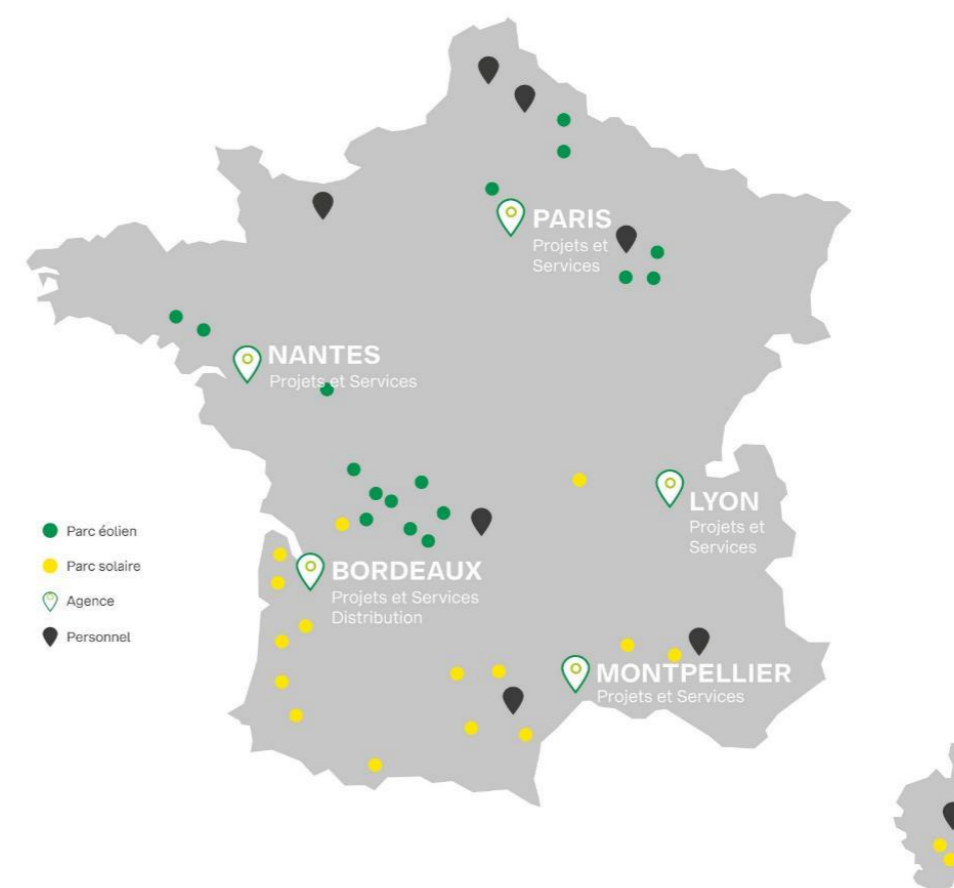 PARIS
Projets et
Services
NANTES
Projets et Services
LYON
Projets et
Services
Parc éolien
Parc solaire
Agence
Personnel
BORDEAUX
Projets et Services
Distribution
MONTPELLIER
Projets et Services